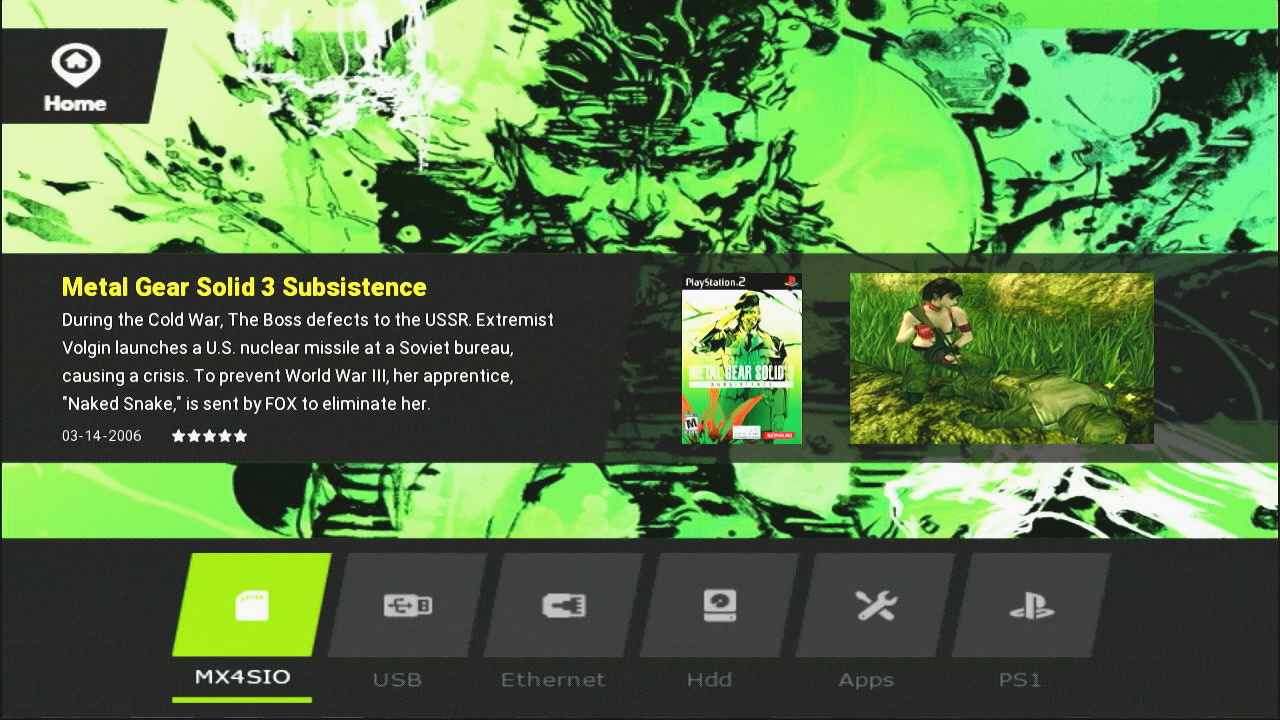 Home
Metal Gear Solid 3 Subsistence
During the Cold War, The Boss defects to the USSR. Extremist
Volgin launches a U.S. nuclear missile at a Soviet bureau,
causing a crisis. To prevent World War III, her apprentice,
"Naked Snake," is sent by FOX to eliminate her.
03-14-2006
PlayStation.2
METAL GEAR SOLID 3
SUBSISTENCE
M
KONAMI
MX4SIO
USB
Ethernet
Hdd
Apps
PS1